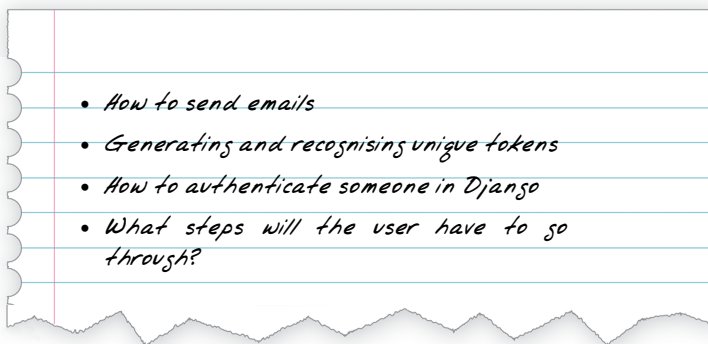 • How to send emails
• Generating and recognising unique tokens
• How to authenticate someone in Django
• What steps will the user have to go
through?